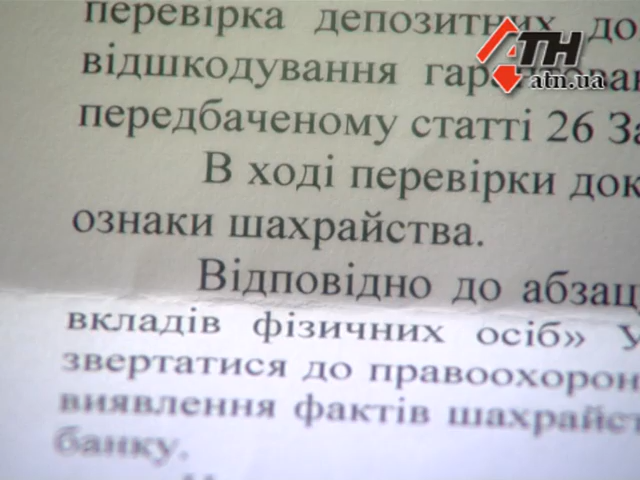 перевірка депозитних до
відшкодування
передбаченому статті 26 За
В ході перевірки док
ознаки шахрайства.
Відповідно до абзац
вкладів фізичних осіб» У
звертатися до правоохорон
виявлення фактів шахрайст
банку.
АТН
atn.ua